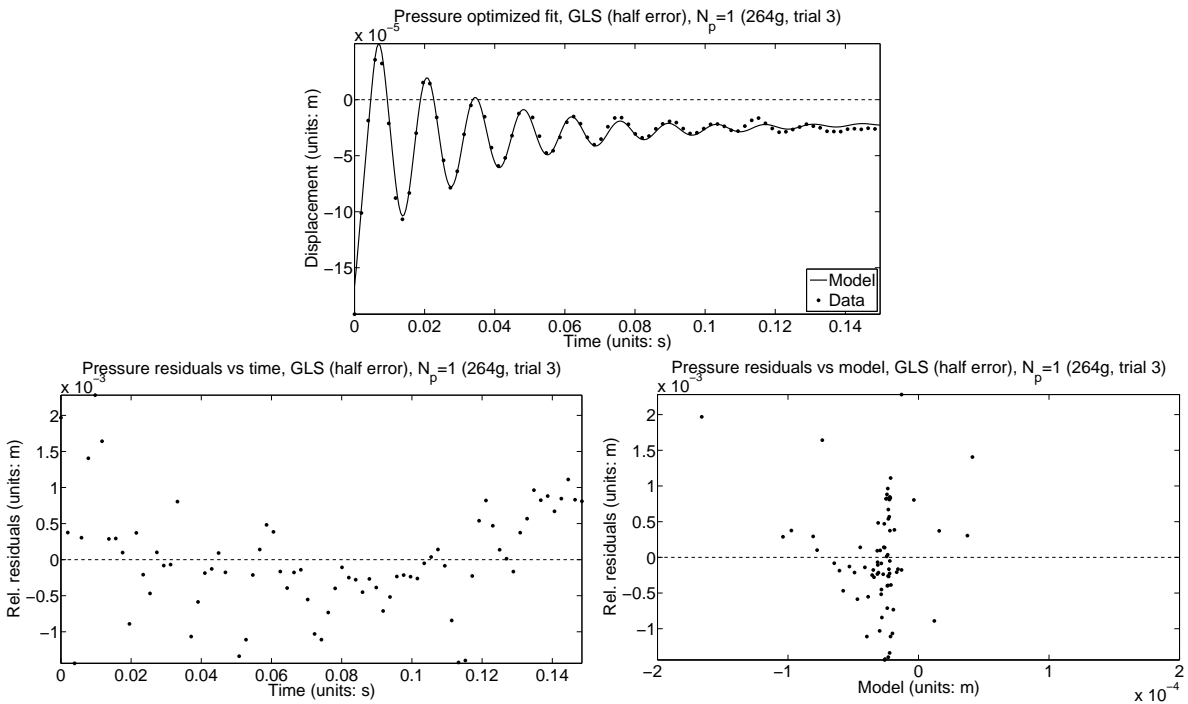 Pressure optimized fit, GLS (half error), N_p=1 (264g, trial 3)
x 10^−5
0
−5
−10
−15
Displacement (units: m)
0 0.02 0.04 0.06 0.08 0.1 0.12 0.14
Time (units: s)
Model
Data
Pressure residuals vs time, GLS (half error), N_p=1 (264g, trial 3)
x 10^−3
2
1.5
1
0.5
0
−0.5
−1
Rel. residuals (units: m)
0 0.02 0.04 0.06 0.08 0.1 0.12 0.14
Time (units: s)
Pressure residuals vs model, GLS (half error), N_p=1 (264g, trial 3)
x 10^−3
2
1.5
1
0.5
0
−0.5
−1
Rel. residuals (units: m)
−2 −1 0 1 2
Model (units: m)
x 10^−4